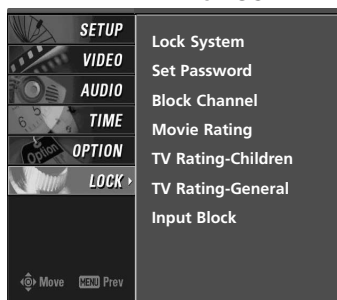 SETUP
VIDEO
AUDIO
TIME
OPTION
LOCK
Lock System
Set Password
Block Channel
Movie Rating
TV Rating-Children
TV Rating-General
Input Block
Move MENU Prev